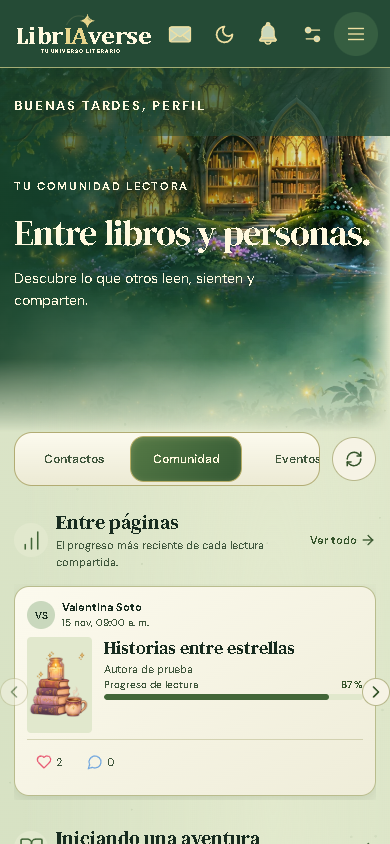 LibrIAverse
TU UNIVERSO LITERARIO
BUENAS TARDES, PERFIL
TU COMUNIDAD LECTORA
Entre libros y personas.
Descubre lo que otros leen, sienten y
comparten.
Contactos
Comunidad
Eventos
Entre páginas
El progreso más reciente de cada lectura
compartida.
Ver todo
VS
Valentina Soto
15 nov, 09:00 a. m.
Historias entre estrellas
Autora de prueba
Progreso de lectura
87%
2
0
Iniciando una aventura